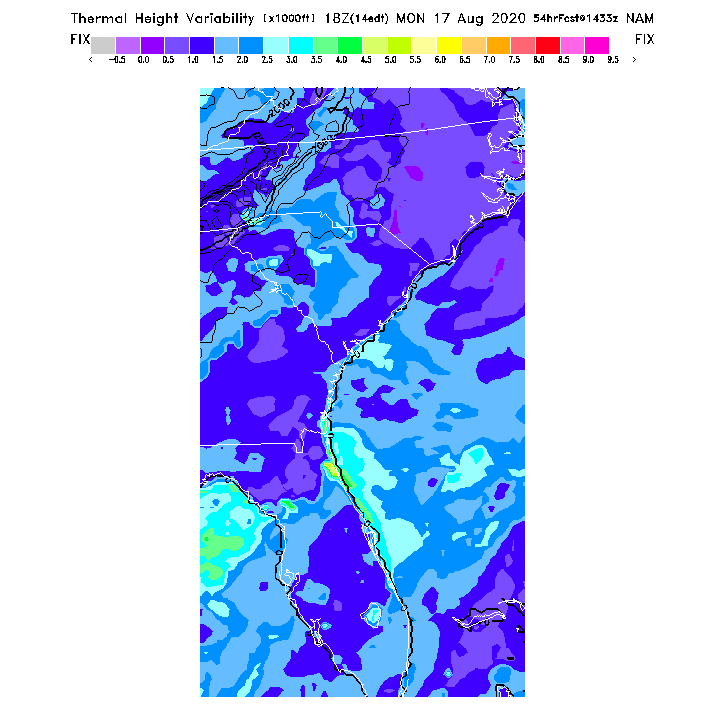 Thermal Height Variability [x1000ft] 18Z(14edt) MON 17 Aug 2020 54hrFcst@1433z NAM
FIX FIX
< -0.5 0.0 0.5 1.0 1.5 2.0 2.5 3.0 3.5 4.0 4.5 5.0 5.5 6.0 6.5 7.0 7.5 8.0 8.5 9.0 9.5 >
2000